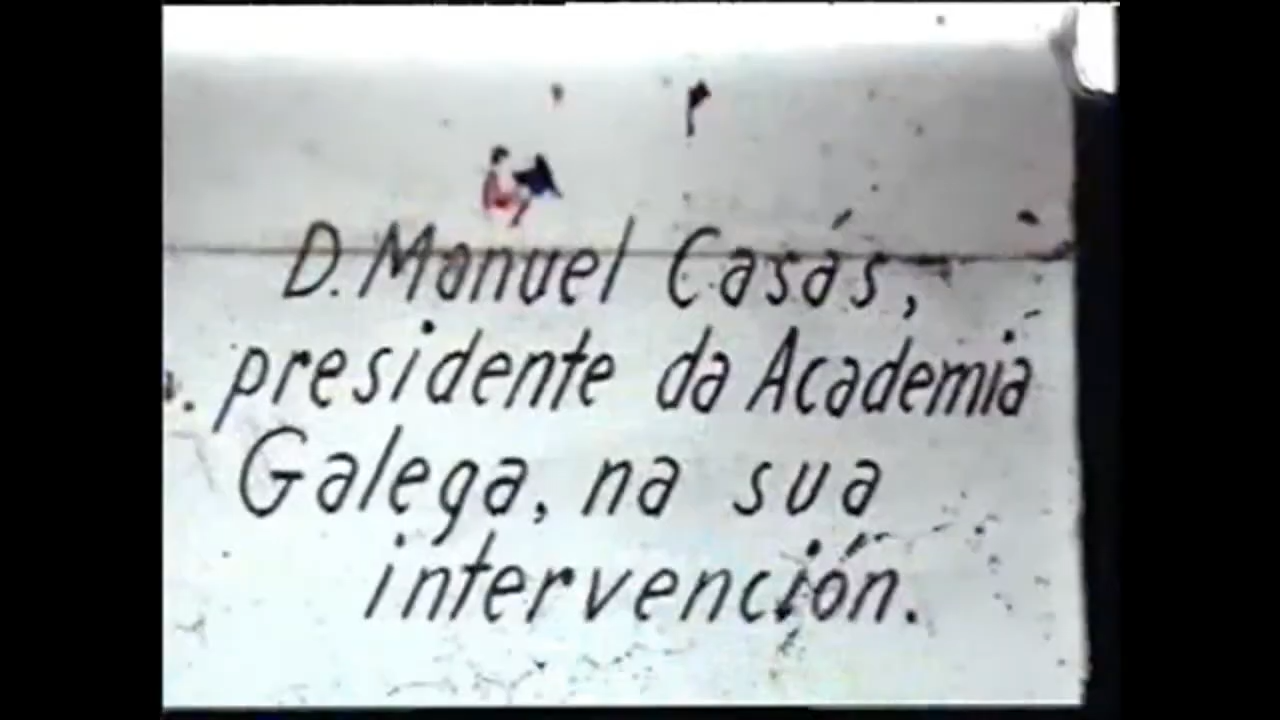 D. Manuel Casás,
presidente da Academia
Galega, na sua
intervención.